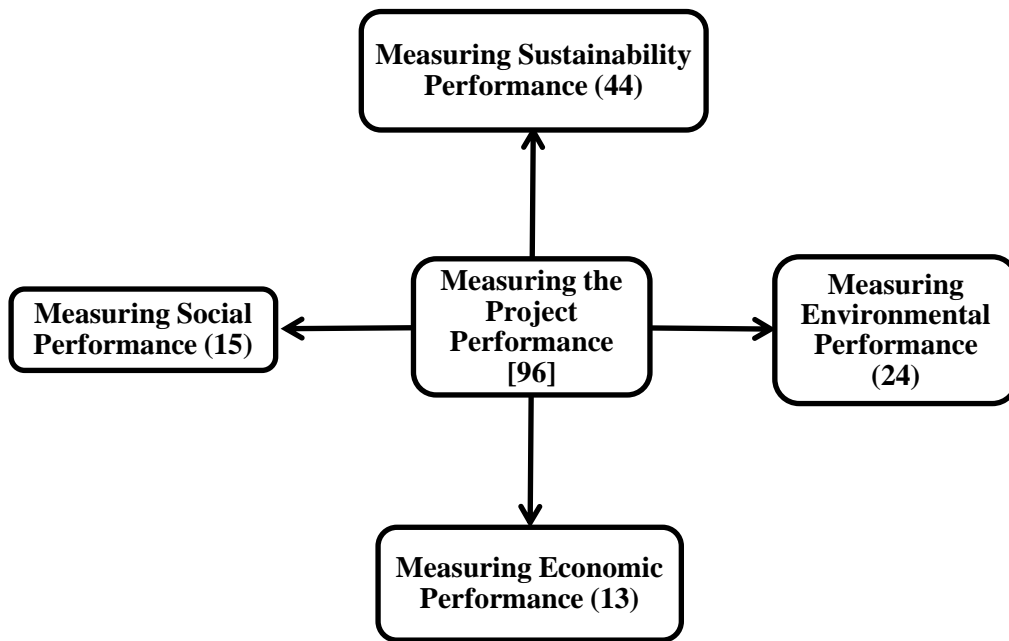 Measuring Sustainability
Performance (44)
Measuring Social
Performance (15)
Measuring the
Project
Performance
[96]
Measuring
Environmental
Performance
(24)
Measuring Economic
Performance (13)